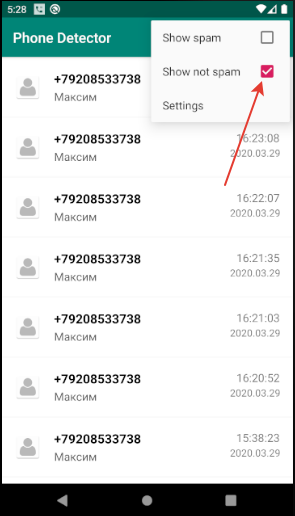 5:28
Phone Detector
Show spam
Show not spam
Settings
+79208533738
Максим
+79208533738
Максим
16:23:08
2020.03.29
+79208533738
Максим
16:22:07
2020.03.29
+79208533738
Максим
16:21:35
2020.03.29
+79208533738
Максим
16:21:03
2020.03.29
+79208533738
Максим
16:20:52
2020.03.29
+79208533738
Максим
15:38:23
2020.03.29